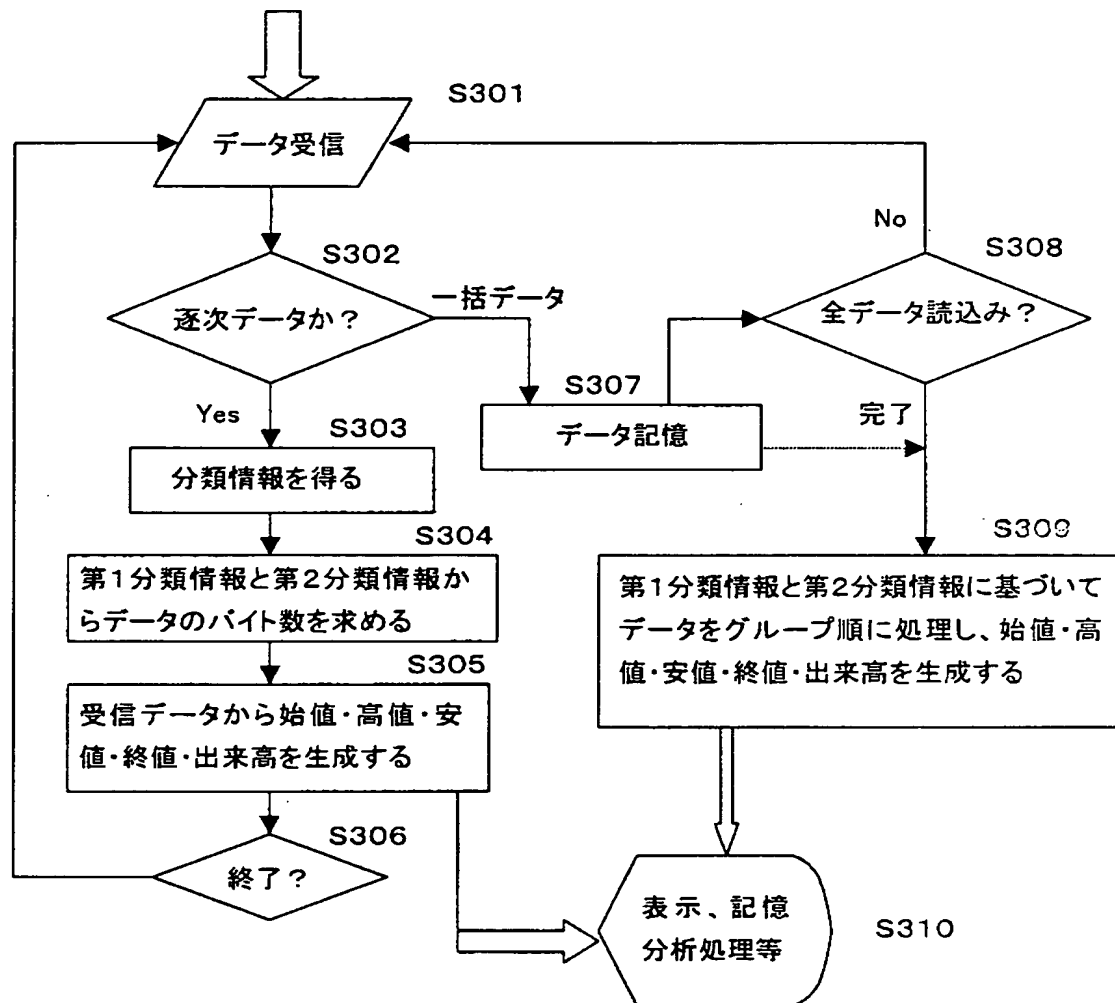 S301
データ受信
No
S302
S308
逐次データか?
一括データ
全データ読込み?
S307
Yes
S303
データ記憶
完了
分類情報を得る
S304
S309
第1分類情報と第2分類情報か
らデータのバイト数を求める
第1分類情報と第2分類情報に基づいて
データをグループ順に処理し、始値・高
値・安値・終値・出来高を生成する
S305
受信データから始値・高値・安
値・終値・出来高を生成する
S306
終了?
表示、記憶
分析処理等
S310